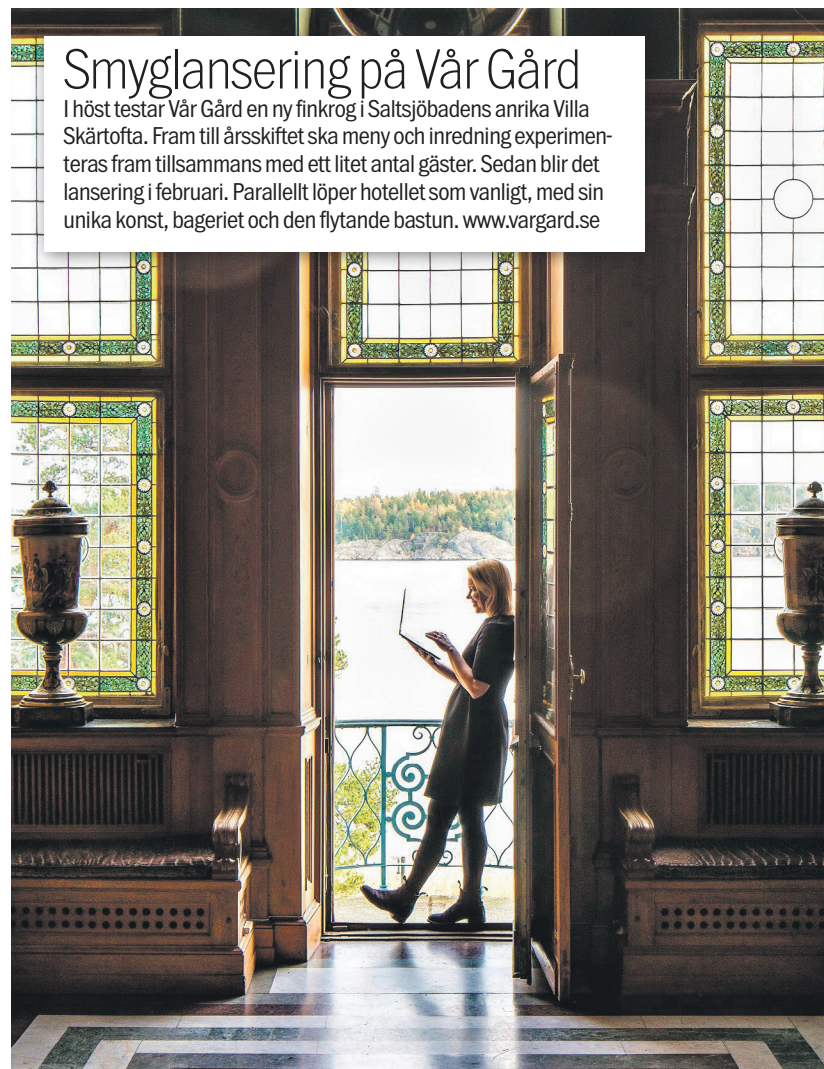 Smyglansering på Vår Gård
I höst testar Vår Gård en ny finkrog i Saltsjöbadens anrika Villa
Skärtofta. Fram till årsskiftet ska meny och inredning experimen-
teras fram tillsammans med ett litet antal gäster. Sedan blir det
lansering i februari. Parallellt löper hotellet som vanligt, med sin
unika konst, bageriet och den flytande bastun. www.vargard.se